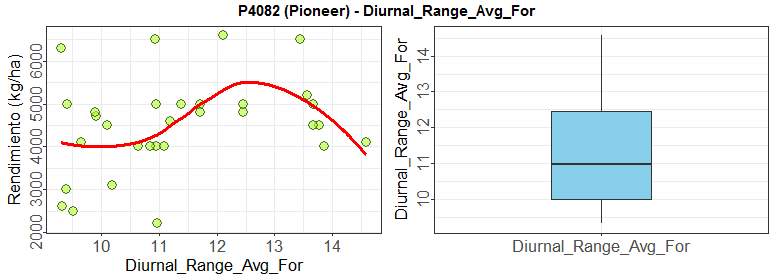 P4082 (Pioneer) - Diurnal_Range_Avg_For
Rendimiento (kg/ha)
6000
5000
4000
3000
2000
10 11 12 13 14
Diurnal_Range_Avg_For
Diurnal_Range_Avg_For
14
13
12
11
10
Diurnal_Range_Avg_For